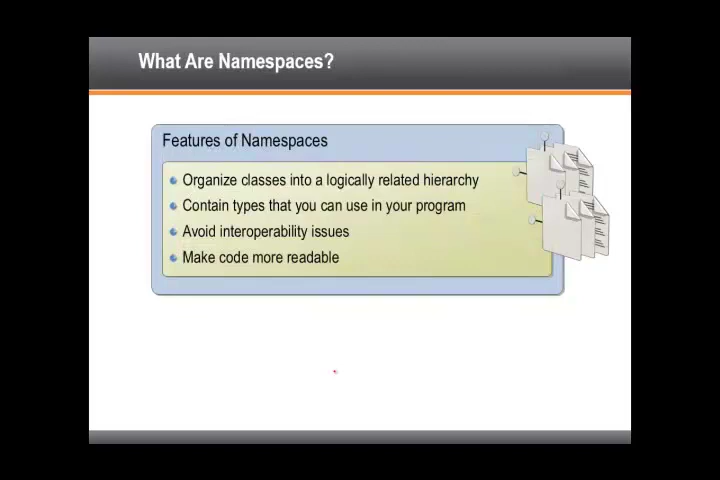 What Are Namespaces?
Features of Namespaces
Organize classes into a logically related hierarchy
Contain types that you can use in your program
Avoid interoperability issues
Make code more readable